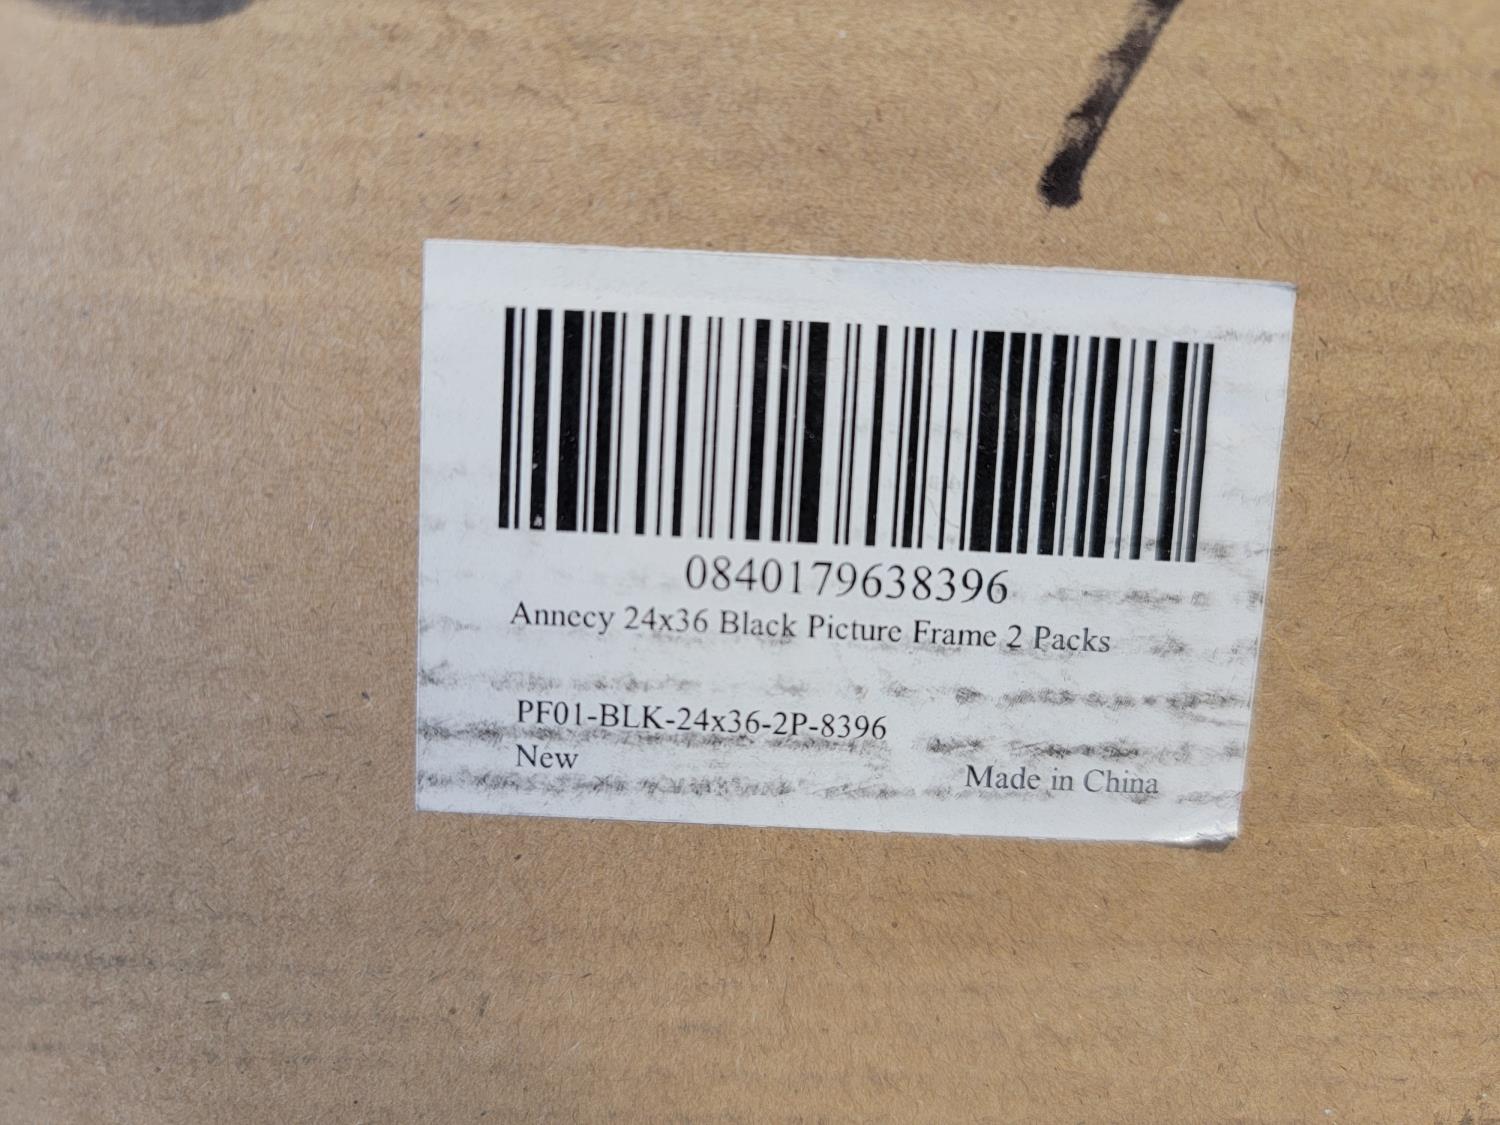 0840179638396
Annecy 24x36 Black Picture Frame 2 Packs
PF01-BLK-24x36-2P-8396
New
Made in China